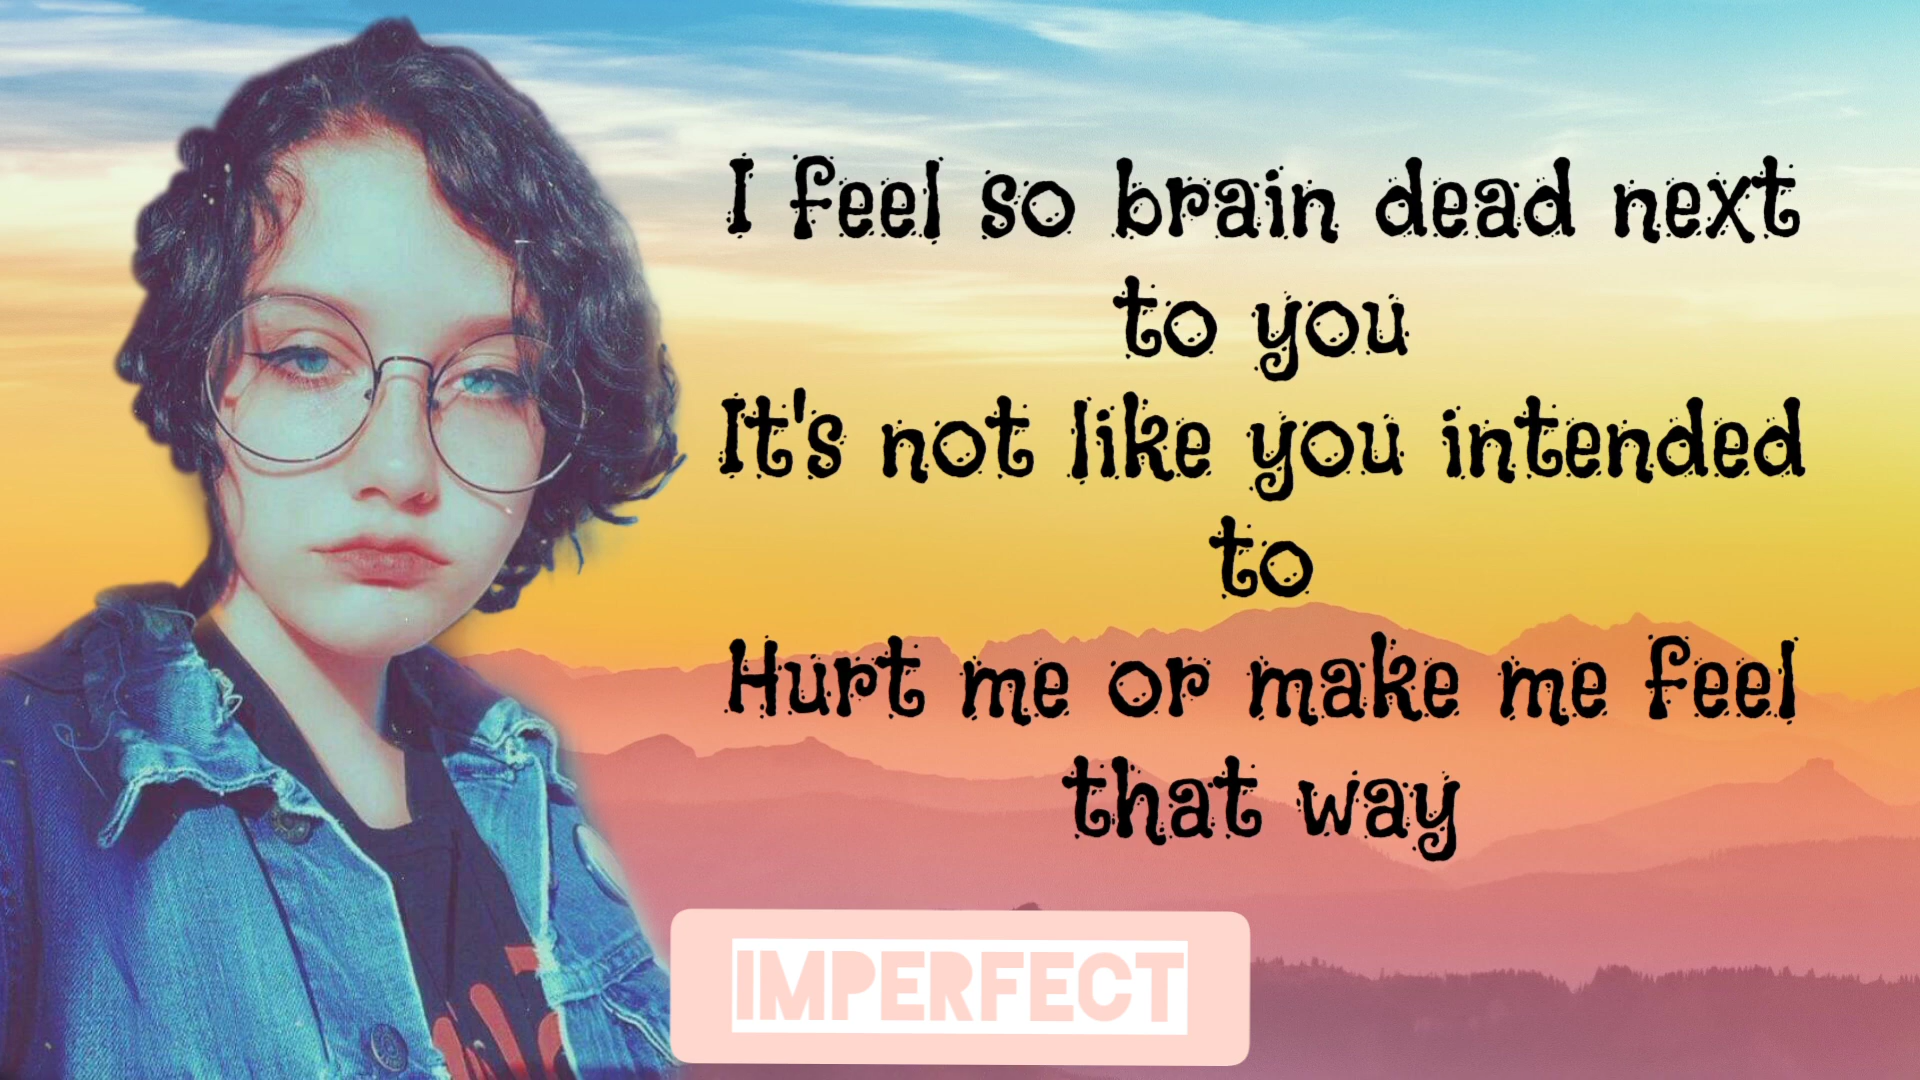 I feel so brain dead next
to you
It's not like you intended
to
Hurt me or make me feel
that way
IMPERFECT